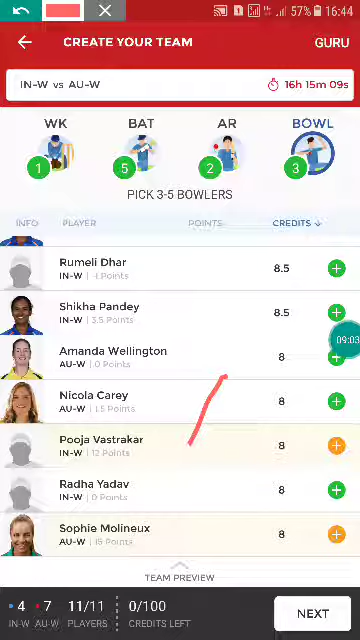 57% 16:44
CREATE YOUR TEAM GURU
IN-W vs AU-W 16h 15m 09s
WK BAT AR BOWL
1 5 2 3
PICK 3-5 BOWLERS
INFO PLAYER POINTS CREDITS ↓
Rumeli Dhar 8.5
IN-W | Points
Shikha Pandey 8.5
IN-W | 3.5 Points
09:03
Amanda Wellington 8
AU-W | 0 Points
Nicola Carey 8
AU-W | 1.5 Points
Pooja Vastrakar 8
IN-W | 12 Points
Radha Yadav 8
IN-W | 0 Points
Sophie Molineux 8
AU-W | 15 Points
TEAM PREVIEW
4 7 11/11 0/100 NEXT
IN-W AU-W PLAYERS CREDITS LEFT